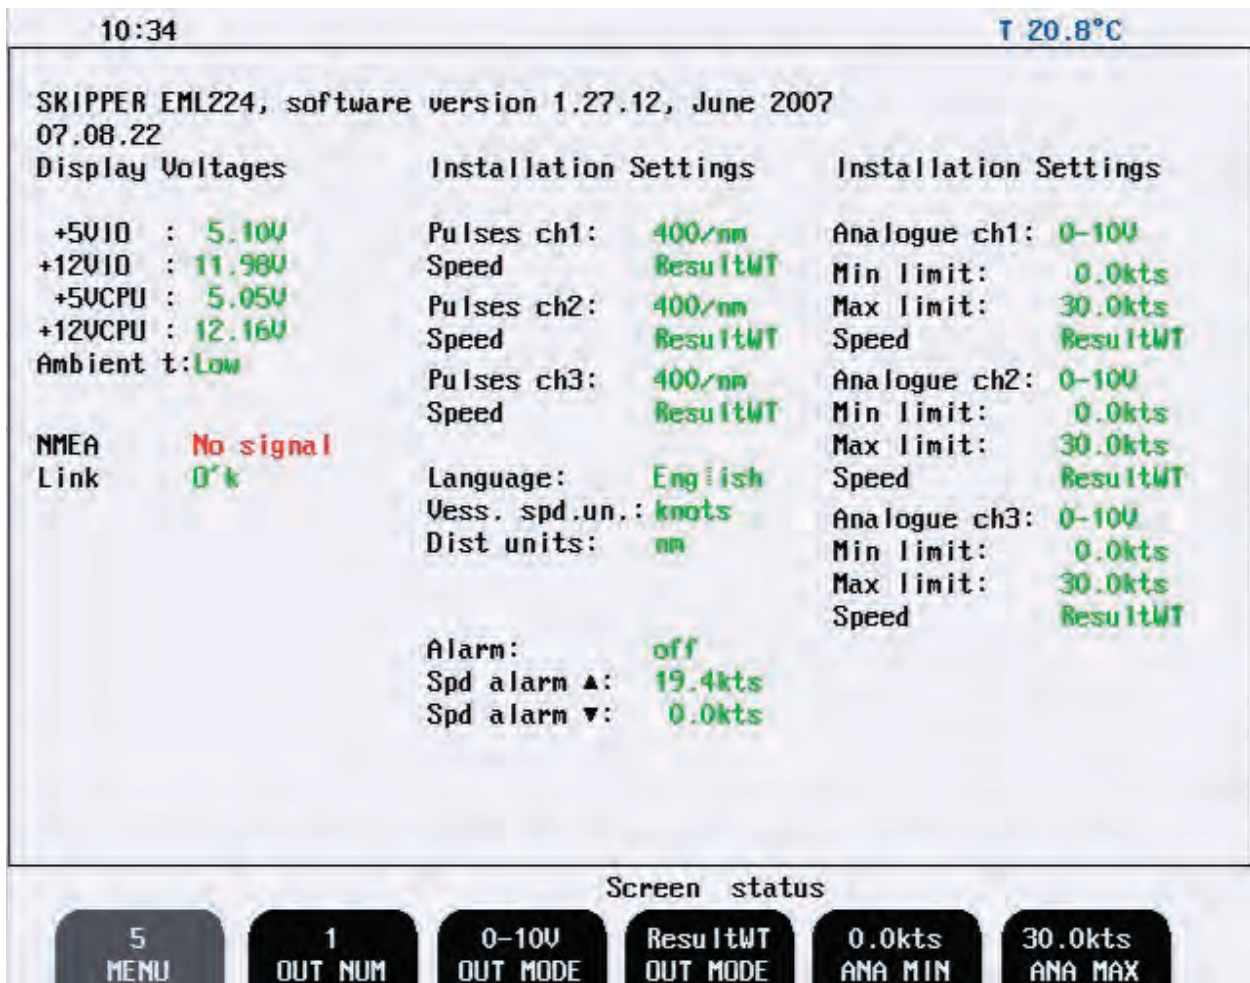 10:34
T 20.8°C
SKIPPER EML224, software version 1.27.12, June 2007
07.08.22
Display Voltages
+5VIO : 5.10V
+12VIO : 11.98V
+5VCPU : 5.05V
+12VCPU : 12.16V
Ambient t:Low
NMEA No signal
Link O´k
Installation Settings
Pulses ch1: 400/nm
Speed ResultWT
Pulses ch2: 400/nm
Speed ResultWT
Pulses ch3: 400/nm
Speed ResultWT
Language: English
Vess. spd.un.: knots
Dist units: nm
Alarm: off
Spd alarm ▲: 19.4kts
Spd alarm ▼: 0.0kts
Installation Settings
Analogue ch1: 0-10V
Min limit: 0.0kts
Max limit: 30.0kts
Speed ResultWT
Analogue ch2: 0-10V
Min limit: 0.0kts
Max limit: 30.0kts
Speed ResultWT
Analogue ch3: 0-10V
Min limit: 0.0kts
Max limit: 30.0kts
Speed ResultWT
Screen status
5
MENU
1
OUT NUM
0-10V
OUT MODE
ResultWT
OUT MODE
0.0kts
ANA MIN
30.0kts
ANA MAX